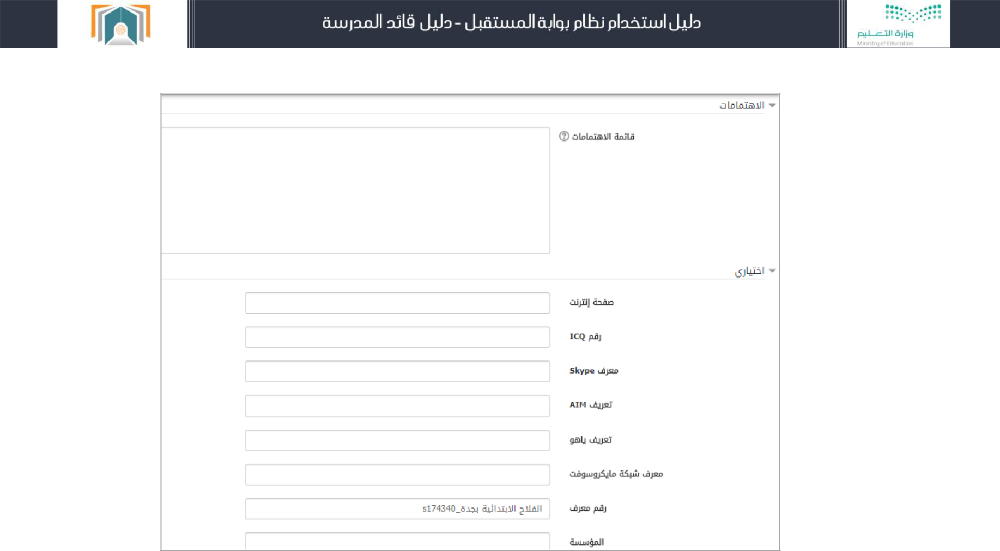 وزارة التعليم
Ministry of Education
دليل استخدام نظام بوابة المستقبل - دليل قائد المدرسة
الاهتمامات
قائمة الاهتمامات ?
اختياري
صفحة إنترنت
رقم ICQ
معرف Skype
تعريف AIM
تعريف ياهو
معرف شبكة مايكروسوفت
رقم معرف
الفلاح الابتدائية بجدة_s174340
المؤسسة